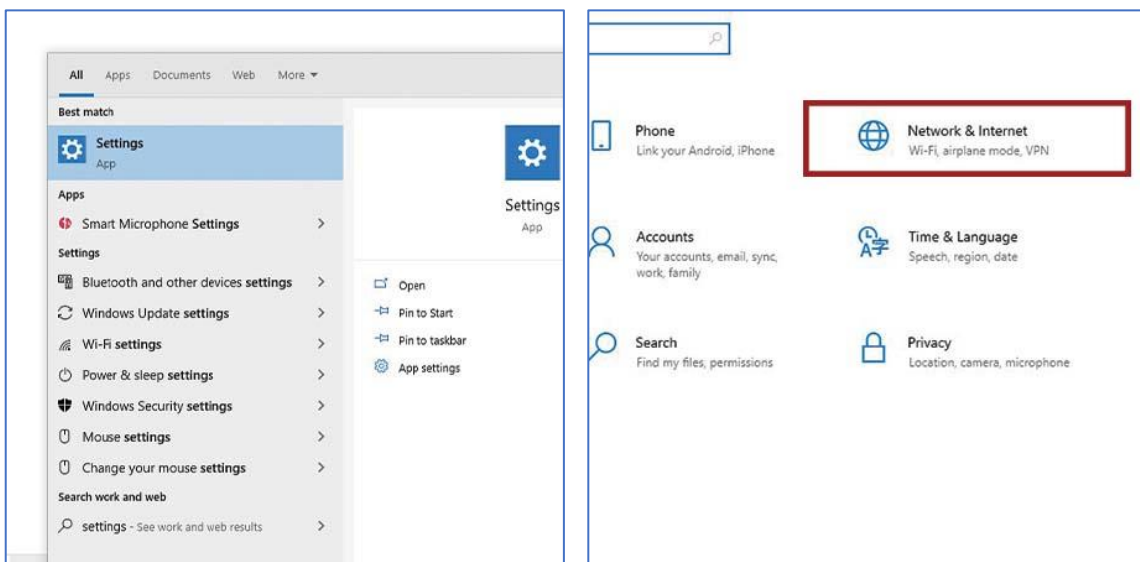 All Apps Documents Web More
Best match
Settings
App
Apps
Smart Microphone Settings
Settings
Bluetooth and other devices settings
Windows Update settings
Wi-Fi settings
Power & sleep settings
Windows Security settings
Mouse settings
Change your mouse settings
Search work and web
settings - See work and web results
Settings
App
Open
Pin to Start
Pin to taskbar
App settings
Phone
Link your Android, iPhone
Network & Internet
Wi-Fi, airplane mode, VPN
Accounts
Your accounts, email, sync,
work, family
Time & Language
Speech, region, date
Search
Find my files, permissions
Privacy
Location, camera, microphone